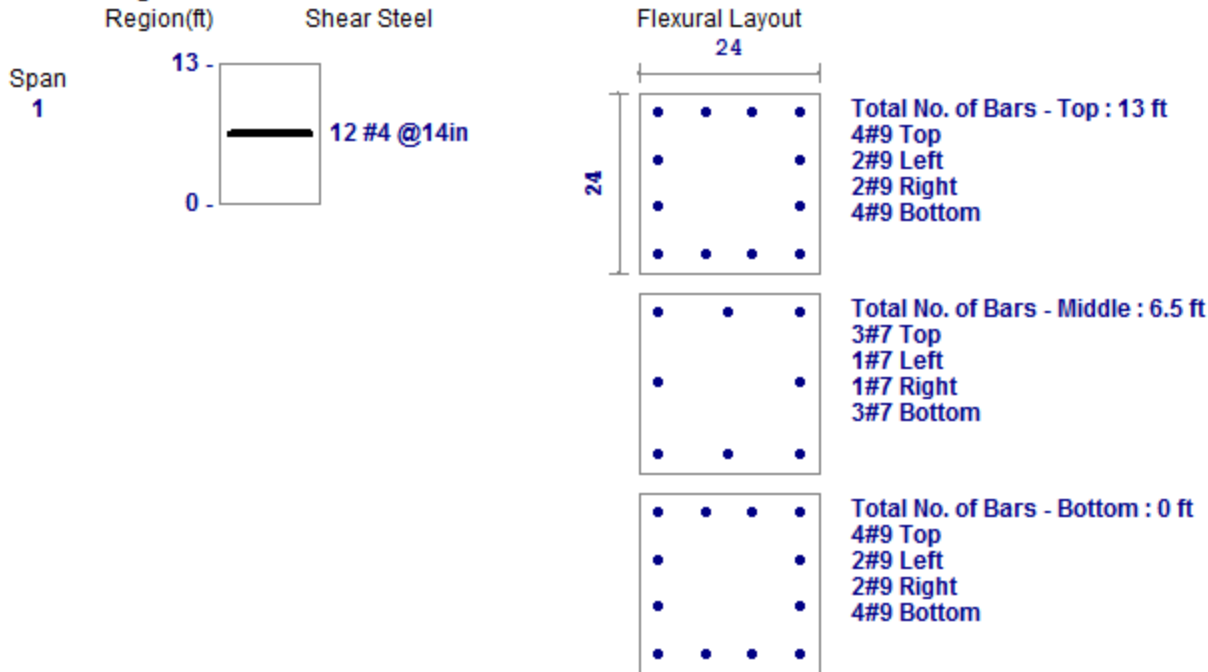 Region(ft) Shear Steel Flexural Layout
24
13 -
Span
1
12 #4 @14in
0 -
24
Total No. of Bars - Top : 13 ft
4#9 Top
2#9 Left
2#9 Right
4#9 Bottom
Total No. of Bars - Middle : 6.5 ft
3#7 Top
1#7 Left
1#7 Right
3#7 Bottom
Total No. of Bars - Bottom : 0 ft
4#9 Top
2#9 Left
2#9 Right
4#9 Bottom